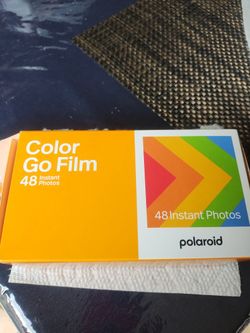 Color
Go Film
48 Instant
Photos
48 Instant Photos
polaroid